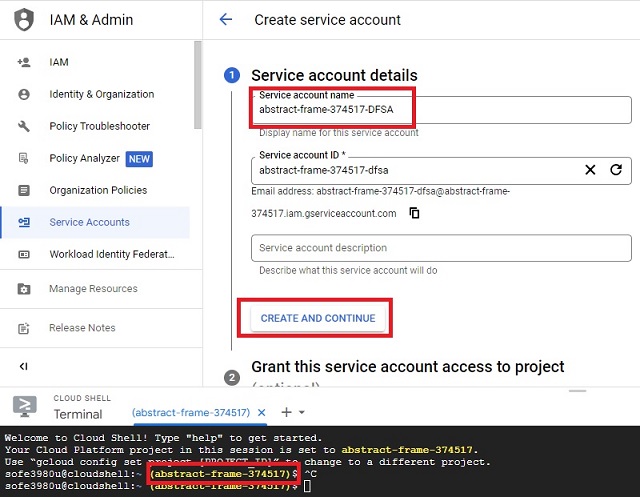 IAM & Admin
Create service account
IAM
Identity & Organization
Policy Troubleshooter
Policy Analyzer NEW
Organization Policies
Service Accounts
Workload Identity Federat...
Manage Resources
Release Notes
1 Service account details
Service account name
abstract-frame-374517-DFSA
Display name for this service account
Service account ID *
abstract-frame-374517-dfsa
Email address: abstract-frame-374517-dfsa@abstract-frame-
374517.iam.gserviceaccount.com
Service account description
Describe what this service account will do
CREATE AND CONTINUE
2 Grant this service account access to project
(optional)
CLOUD SHELL
Terminal
(abstract-frame-374517)
Welcome to Cloud Shell! Type "help" to get started.
Your Cloud Platform project in this session is set to abstract-frame-374517.
Use "gcloud config set project [PROJECT_ID]" to change to a different project.
sofe3980u@cloudshell:~ (abstract-frame-374517)$ ^C
sofe3980u@cloudshell:~ (abstract-frame-374517)$